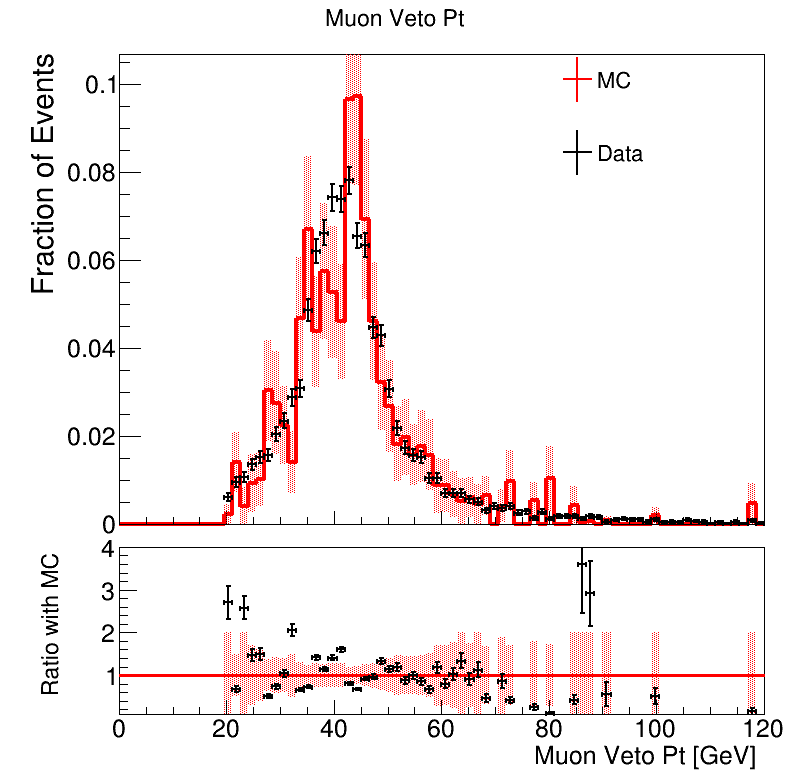 Muon Veto Pt
Fraction of Events
0.1
0.08
0.06
0.04
0.02
0
MC
Data
Ratio with MC
4
3
2
1
0 20 40 60 80 100 120
Muon Veto Pt [GeV]